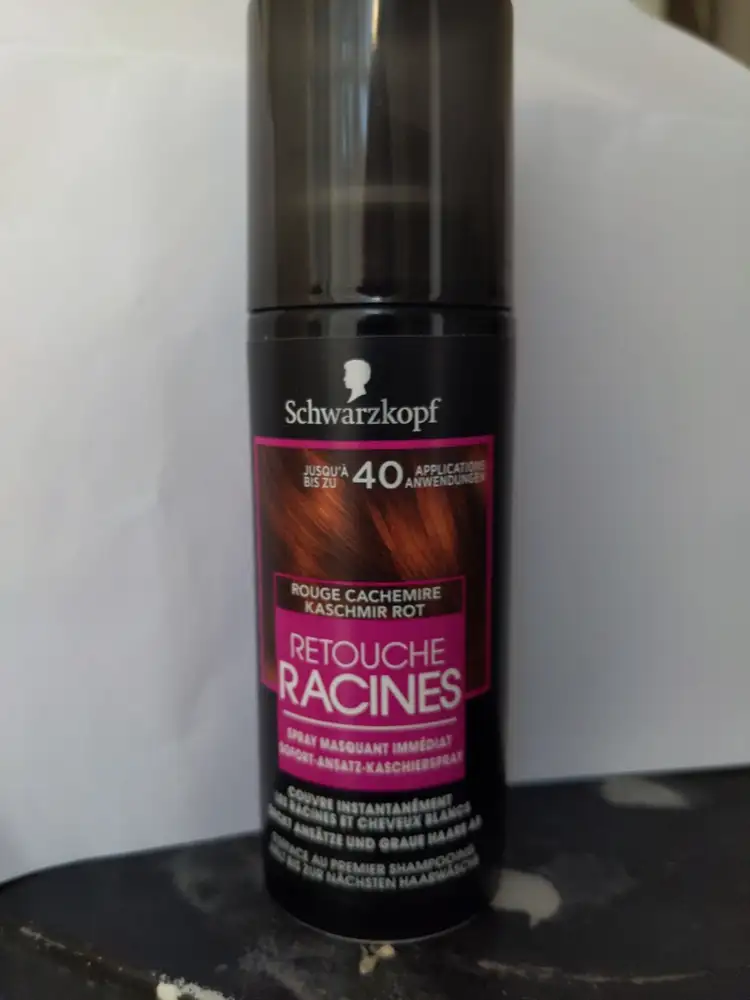 Schwarzkopf
JUSQU'À 40 APPLICATIONS
BIS ZU ANWENDUNGEN
ROUGE CACHEMIRE
KASCHMIR ROT
RETOUCHE
RACINES
SPRAY MASQUANT IMMÉDIAT
SOFORT-ANSATZ-KASCHIERSPRAY
COUVRE INSTANTANÉMENT
LES RACINES ET CHEVEUX BLANCS
DECKT ANSÄTZE UND GRAUE HAARE AB
S'EFFACE AU PREMIER SHAMPOOING
HÄLT BIS ZUR NÄCHSTEN HAARWÄSCHE